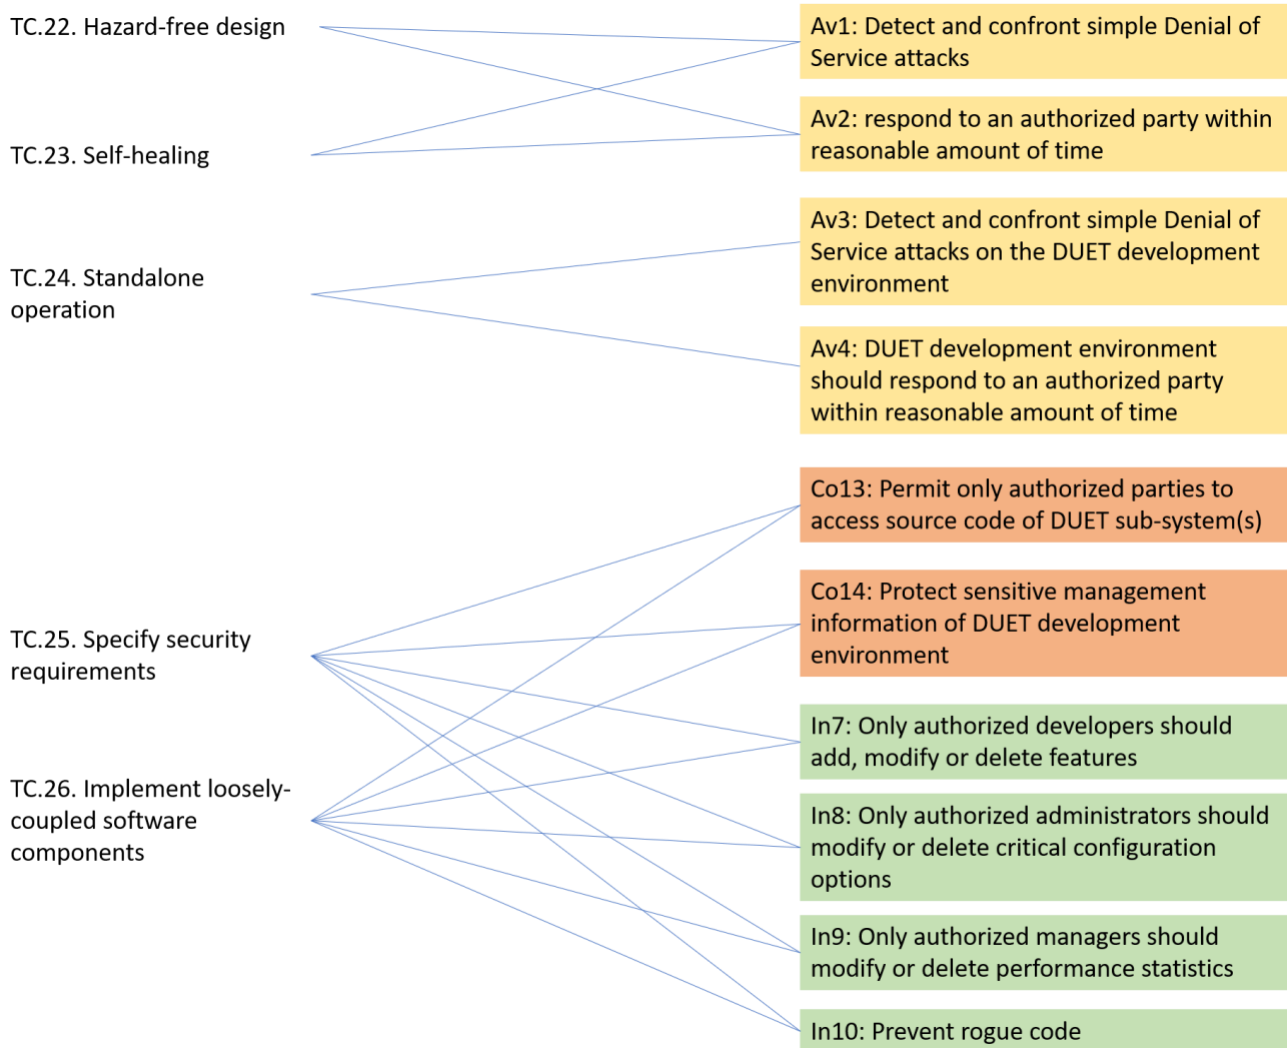 TC.22. Hazard-free design
TC.23. Self-healing
TC.24. Standalone
operation
TC.25. Specify security
requirements
TC.26. Implement loosely-
coupled software
components
Av1: Detect and confront simple Denial of
Service attacks
Av2: respond to an authorized party within
reasonable amount of time
Av3: Detect and confront simple Denial of
Service attacks on the DUET development
environment
Av4: DUET development environment
should respond to an authorized party
within reasonable amount of time
Co13: Permit only authorized parties to
access source code of DUET sub-system(s)
Co14: Protect sensitive management
information of DUET development
environment
In7: Only authorized developers should
add, modify or delete features
In8: Only authorized administrators should
modify or delete critical configuration
options
In9: Only authorized managers should
modify or delete performance statistics
In10: Prevent rogue code